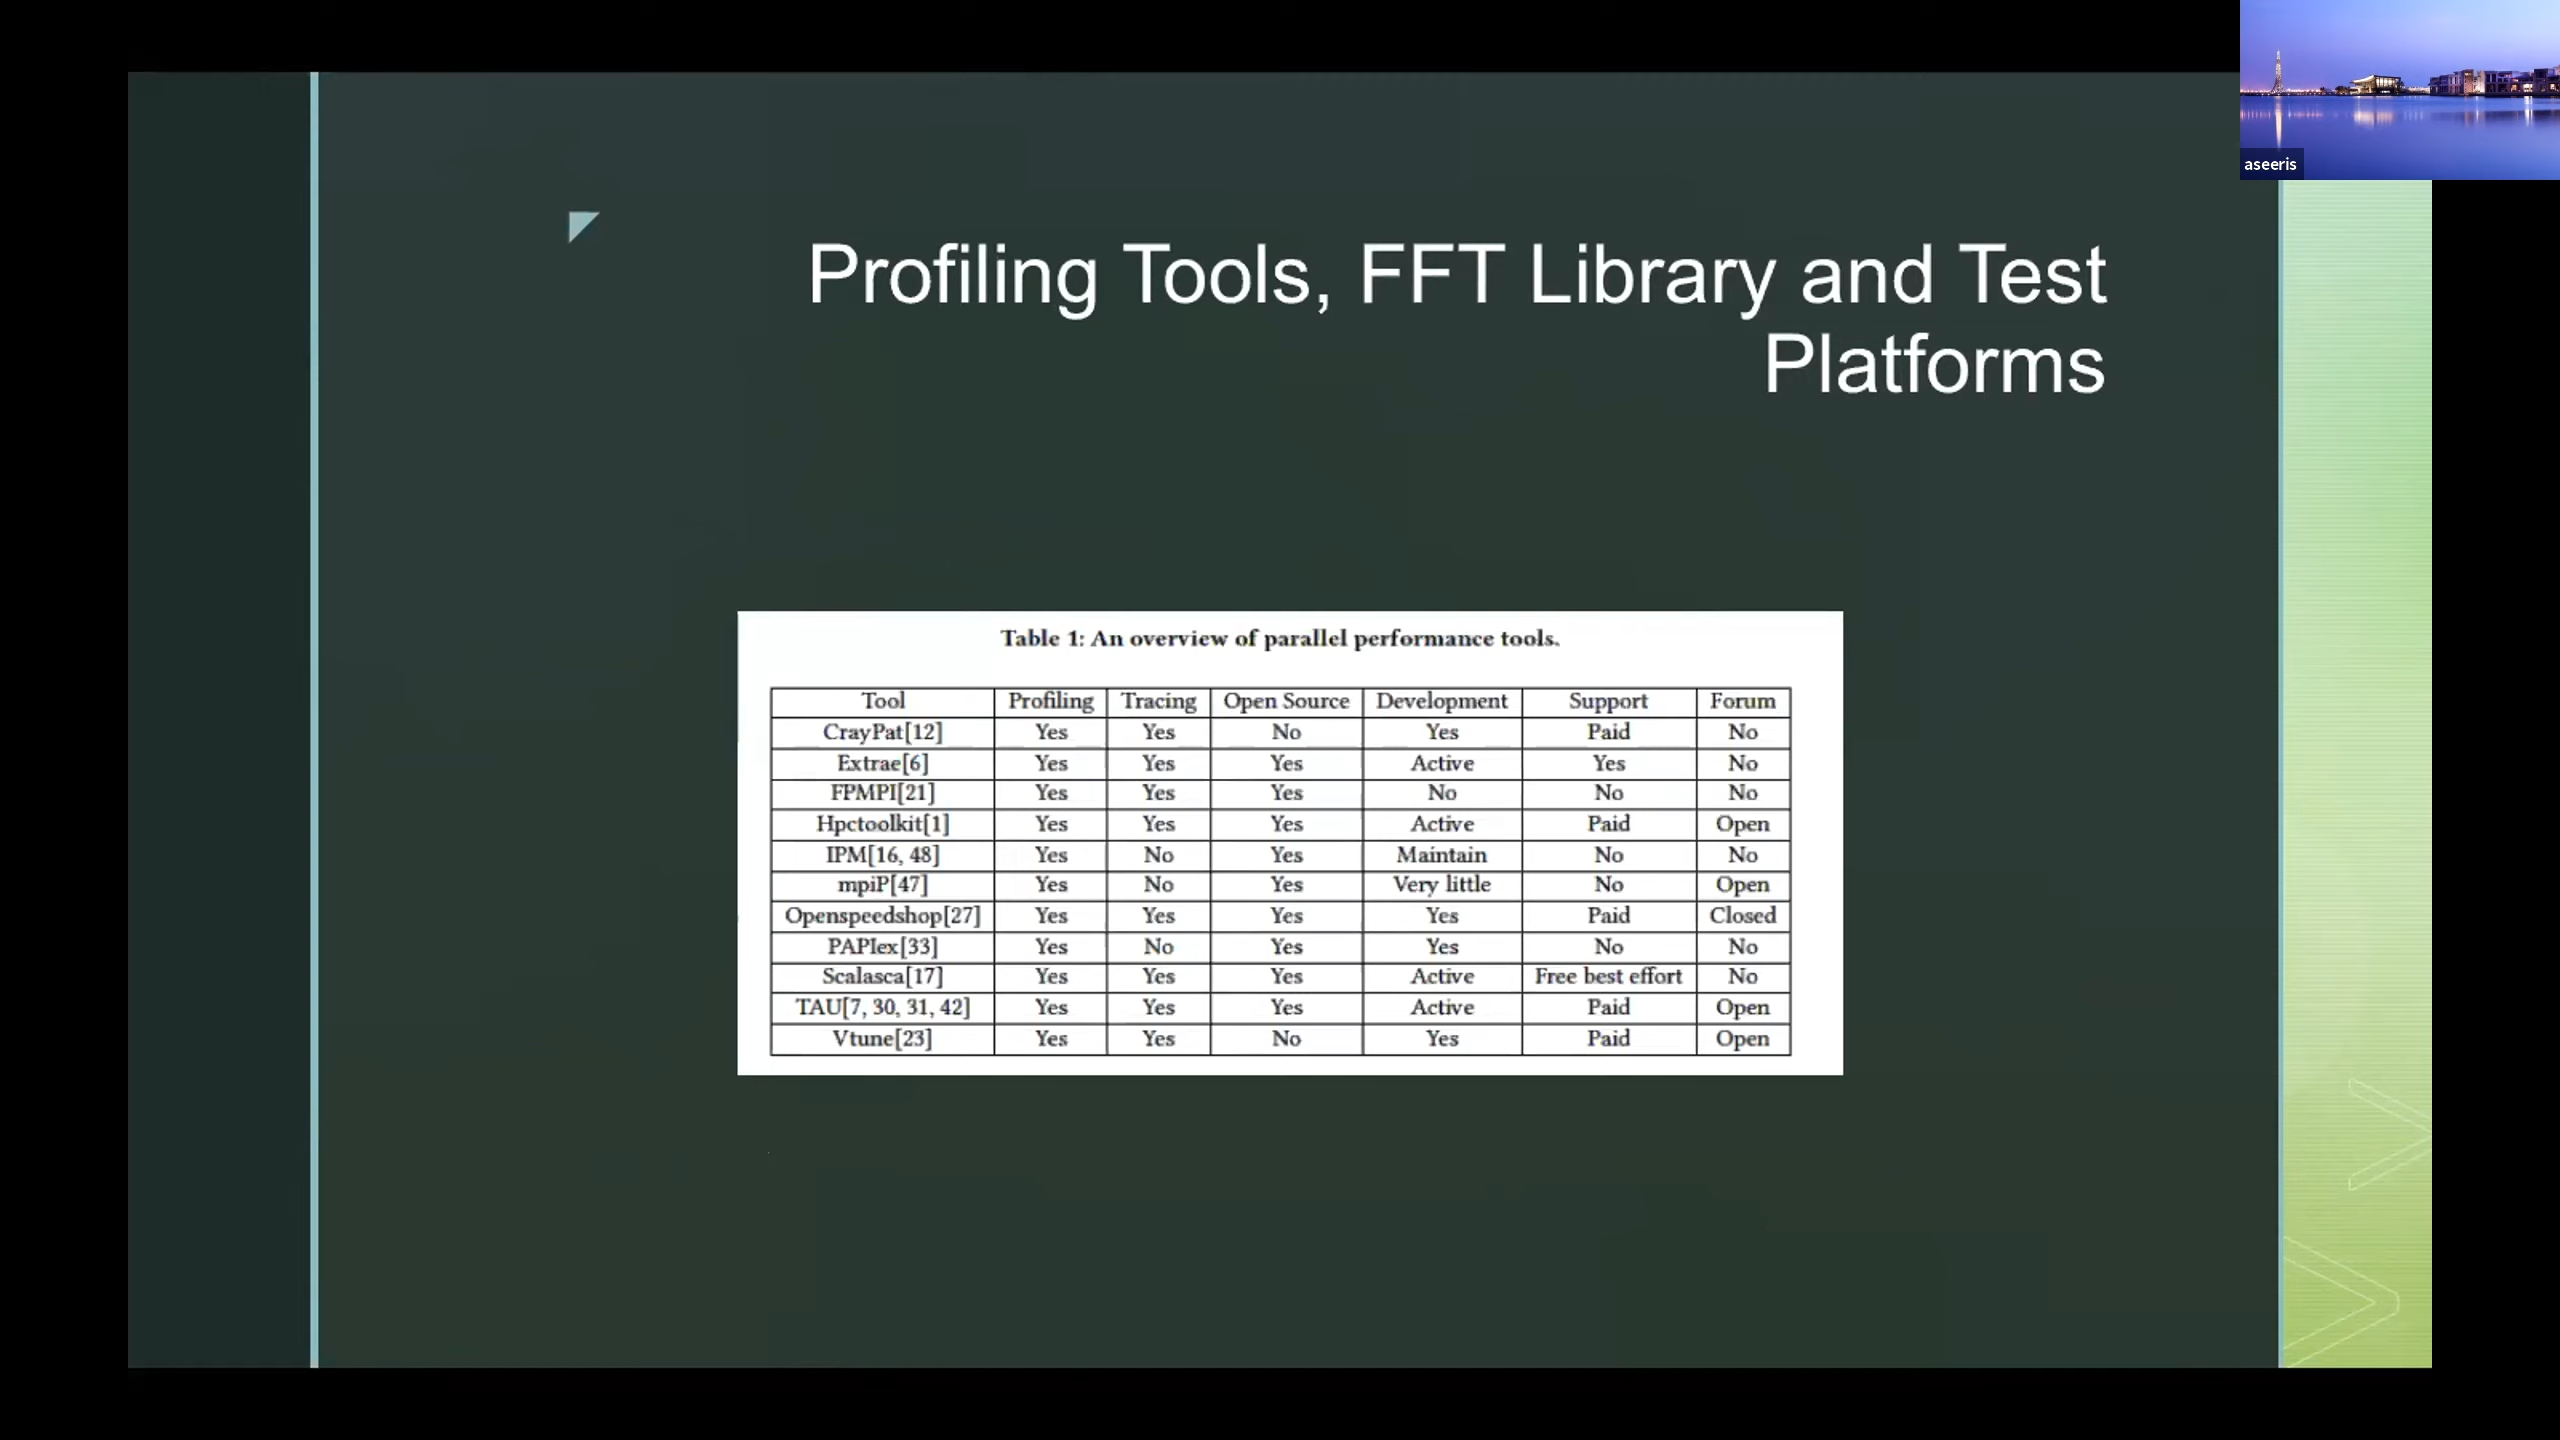 aseeris
Profiling Tools, FFT Library and Test
Platforms
Table 1: An overview of parallel performance tools.
Tool Profiling Tracing Open Source Development Support Forum
CrayPat[12] Yes Yes No Yes Paid No
Extrae[6] Yes Yes Yes Active Yes No
FPMPI[21] Yes Yes Yes No No No
Hpctoolkit[1] Yes Yes Yes Active Paid Open
IPM[16, 48] Yes No Yes Maintain No No
mpiP[47] Yes No Yes Very little No Open
Openspeedshop[27] Yes Yes Yes Yes Paid Closed
PAPIex[33] Yes No Yes Yes No No
Scalasca[17] Yes Yes Yes Active Free best effort No
TAU[7, 30, 31, 42] Yes Yes Yes Active Paid Open
Vtune[23] Yes Yes No Yes Paid Open